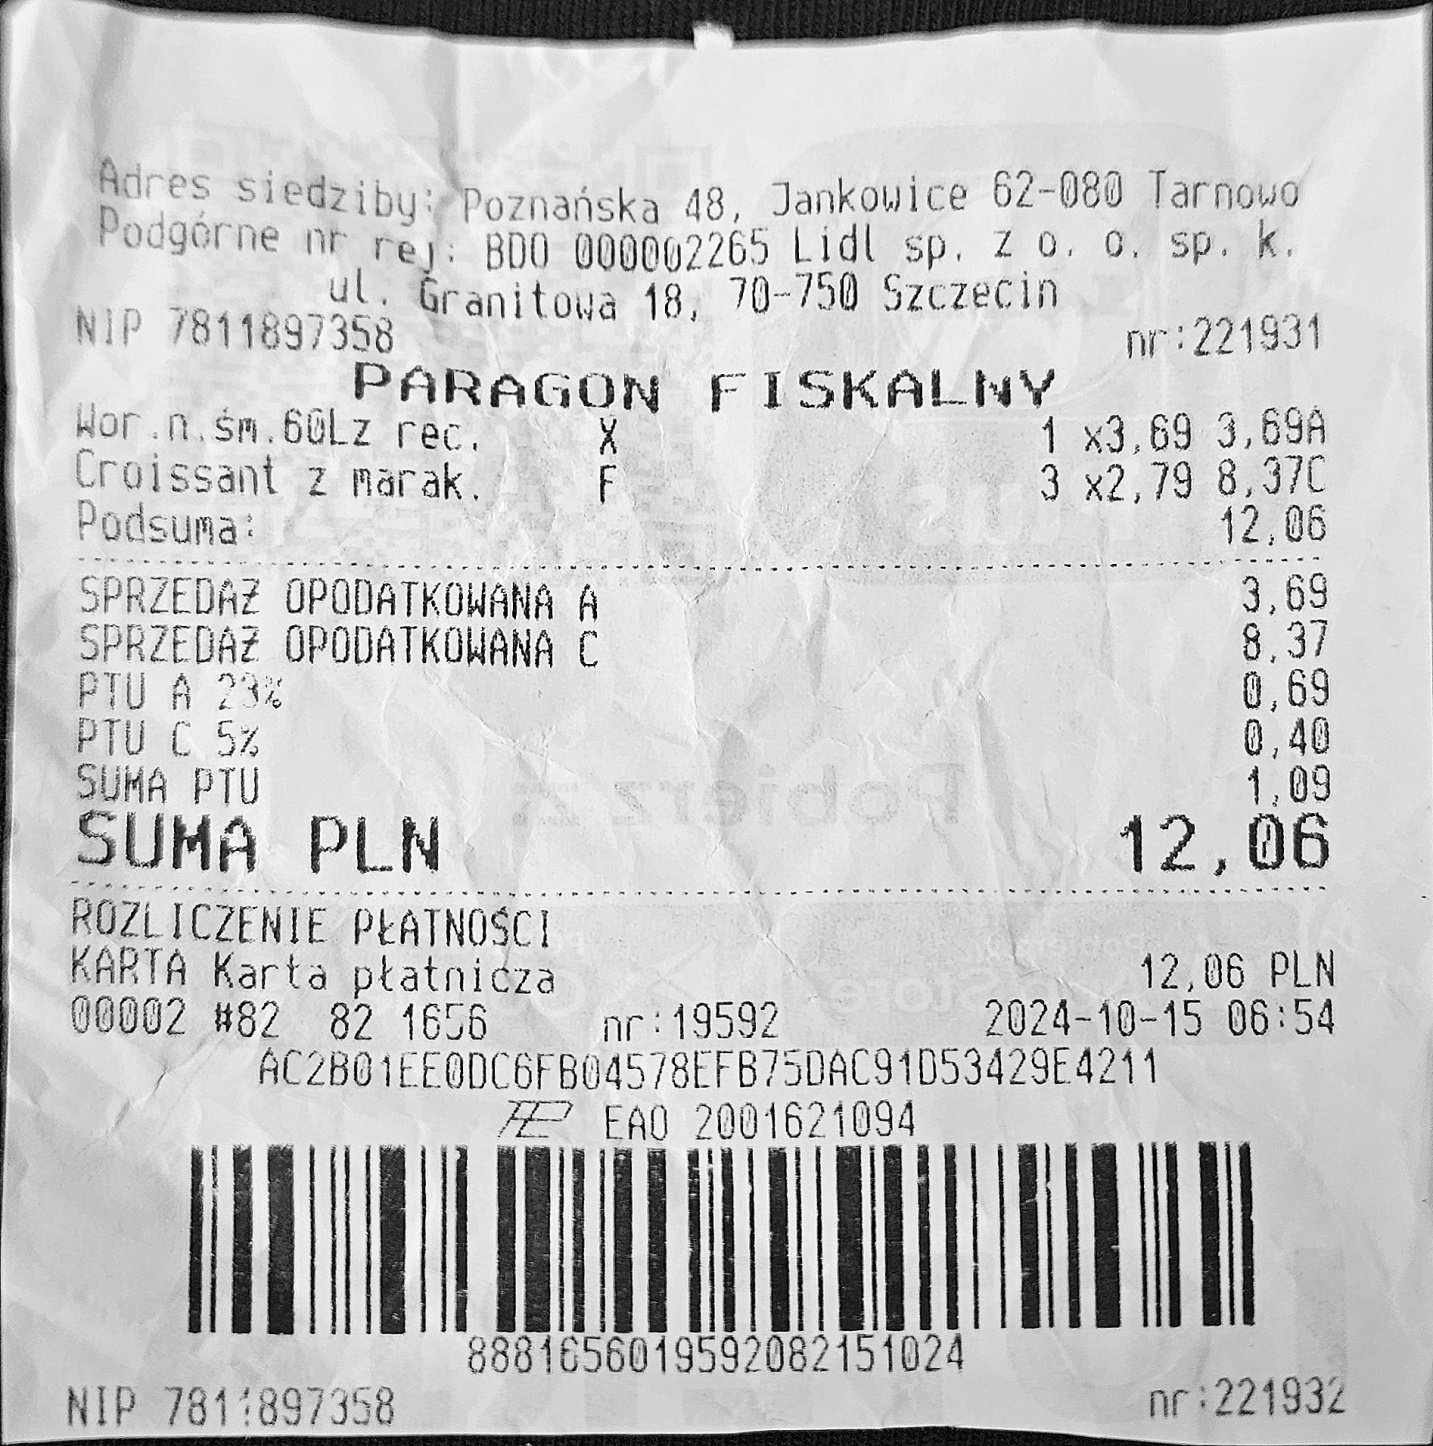 Adres siedziby: Poznańska 48, Jankowice 62-080 Tarnowo
Podgórne nr rej: BDO 000002265 Lidl sp. z o. o. sp. k.
ul. Granitowa 18, 70-750 Szczecin
NIP 7811897358 nr:221931
PARAGON FISKALNY
Wor.n.śm.60Lz rec. X 1 x3,69 3,69A
Croissant z marak. F 3 x2,79 8,37C
Podsuma: 12,06
SPRZEDAŻ OPODATKOWANA A 3,69
SPRZEDAŻ OPODATKOWANA C 8,37
PTU A 23% 0,69
PTU C 5% 0,40
SUMA PTU 1,09
SUMA PLN 12,06
ROZLICZENIE PŁATNOŚCI
KARTA Karta płatnicza 12,06 PLN
00002 #82 82 1656 nr:19592 2024-10-15 06:54
AC2B01EE0DC6FB04578EFB75DAC91D53429E4211
EAO 2001621094
8881656019592082151024
NIP 7811897358 nr:221932